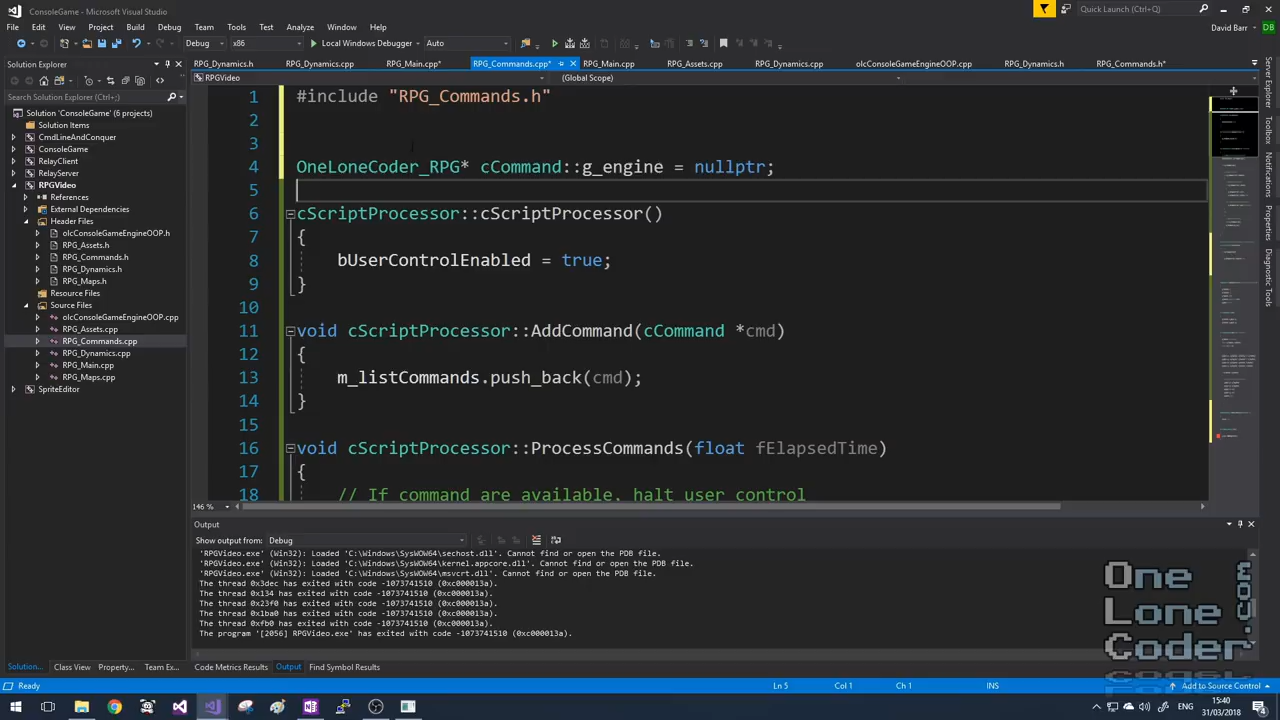 ConsoleGame - Microsoft Visual Studio
Quick Launch (Ctrl+Q)
File Edit View Project Build Debug Team Tools Test Analyze Window Help
David Barr DB
Debug x86 Local Windows Debugger Auto
Solution Explorer
RPG_Dynamics.h RPG_Dynamics.cpp RPG_Main.cpp* RPG_Commands.cpp* RPG_Main.cpp RPG_Assets.cpp RPG_Dynamics.cpp olcConsoleGameEngineOOP.cpp RPG_Dynamics.h RPG_Commands.h*
RPGVideo (Global Scope)
Search Solution Explorer (Ctrl+;)
Solution 'ConsoleGame' (6 projects)
Solution Items
CmdLineAndConquer
ConsoleGame
RelayClient
RelayServer
RPGVideo
References
External Dependencies
Header Files
olcConsoleGameEngineOOP.h
RPG_Assets.h
RPG_Commands.h
RPG_Dynamics.h
RPG_Maps.h
Resource Files
Source Files
olcConsoleGameEngineOOP.cpp
RPG_Assets.cpp
RPG_Commands.cpp
RPG_Dynamics.cpp
RPG_Main.cpp
RPG_Maps.cpp
SpriteEditor
1 #include "RPG_Commands.h"
2
3
4 OneLoneCoder_RPG* cCommand::g_engine = nullptr;
5
6 cScriptProcessor::cScriptProcessor()
7 {
8 bUserControlEnabled = true;
9 }
10
11 void cScriptProcessor::AddCommand(cCommand *cmd)
12 {
13 m_listCommands.push_back(cmd);
14 }
15
16 void cScriptProcessor::ProcessCommands(float fElapsedTime)
17 {
18 // If command are available, halt user control
146 %
Server Explorer
Toolbox
Properties
Notifications
Diagnostic Tools
Output
Show output from: Debug
'RPGVideo.exe' (Win32): Loaded 'C:\Windows\SysWOW64\sechost.dll'. Cannot find or open the PDB file.
'RPGVideo.exe' (Win32): Loaded 'C:\Windows\SysWOW64\kernel.appcore.dll'. Cannot find or open the PDB file.
'RPGVideo.exe' (Win32): Loaded 'C:\Windows\SysWOW64\msvcrt.dll'. Cannot find or open the PDB file.
The thread 0x3dec has exited with code -1073741510 (0xc000013a).
The thread 0x134 has exited with code -1073741510 (0xc000013a).
The thread 0x23f0 has exited with code -1073741510 (0xc000013a).
The thread 0x1ba0 has exited with code -1073741510 (0xc000013a).
The thread 0xfb0 has exited with code -1073741510 (0xc000013a).
The program '[2056] RPGVideo.exe' has exited with code -1073741510 (0xc000013a).
One
Lone
Coder
.com
Solution... Class View Property... Team Ex... Code Metrics Results Output Find Symbol Results
Ready Ln 5 Col 1 Ch 1 INS Add to Source Control
15:40
31/03/2018